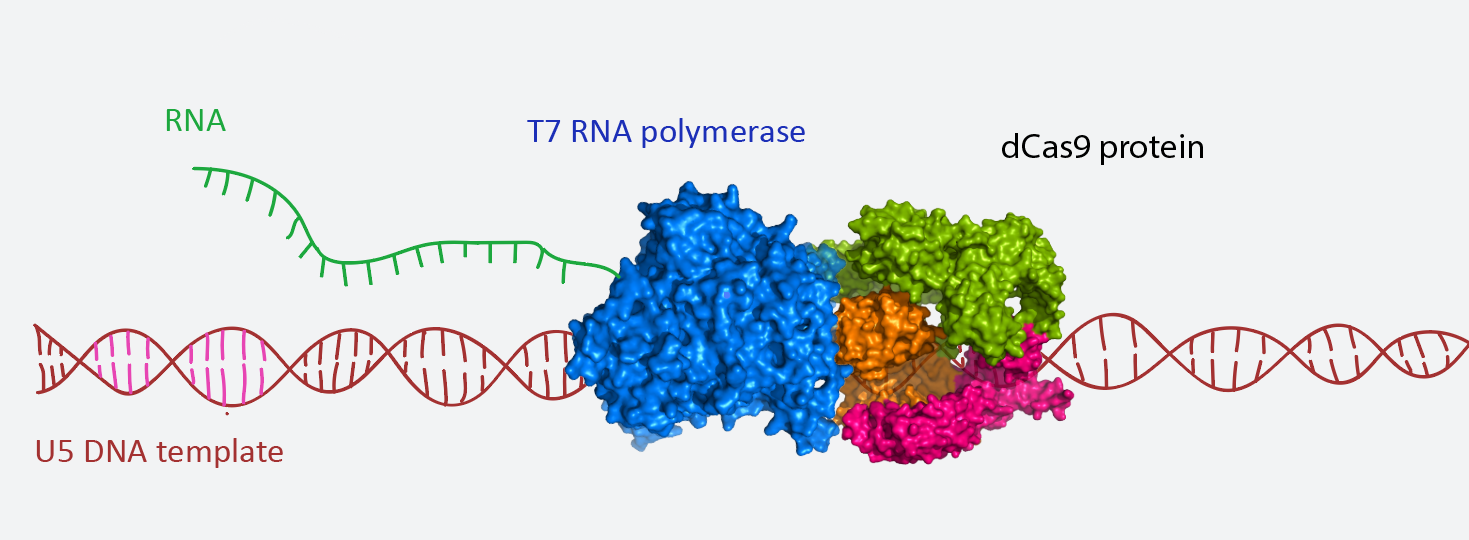 RNA
T7 RNA polymerase
dCas9 protein
U5 DNA template